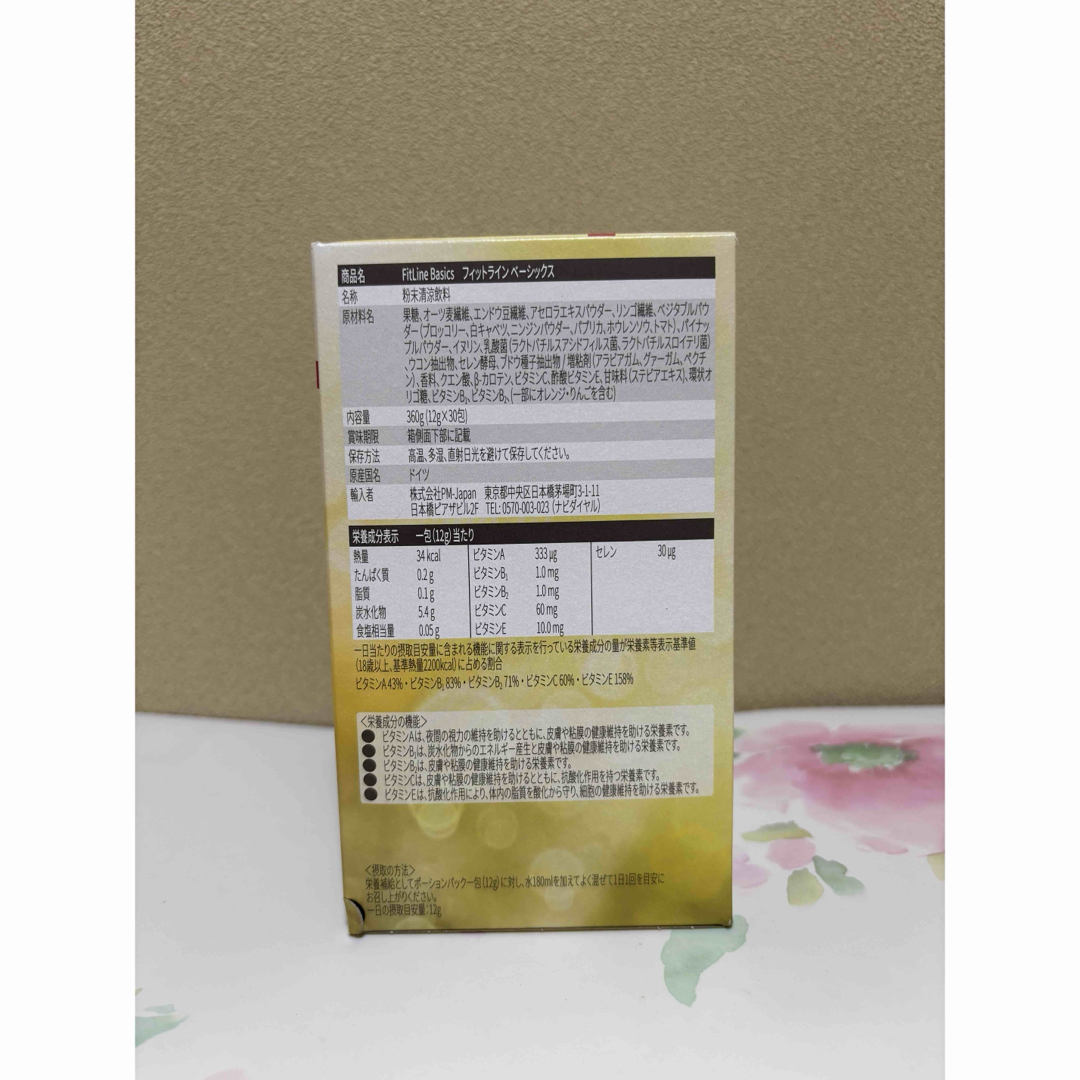 商品名 FitLine Basics フィットライン ベーシックス
名称 粉末清涼飲料
原材料名 果糖、オーツ麦繊維、エンドウ豆繊維、アセロラエキスパウダー、リンゴ繊維、ベジタブルパウ
ダー（ブロッコリー、白キャベツ、ニンジンパウダー、パプリカ、ホウレンソウ、トマト）、パイナッ
プルパウダー、イヌリン、乳酸菌（ラクトバチルスアシドフィルス菌、ラクトバチルスロイテリ菌）
、ウコン抽出物、セレン酵母、ブドウ種子抽出物 / 増粘剤（アラビアガム、グァーガム、ペクチ
ン）、香料、クエン酸、β-カロテン、ビタミンC、酢酸ビタミンE、甘味料（ステビアエキス）、環状オ
リゴ糖、ビタミンB₁、ビタミンB₂、（一部にオレンジ・りんごを含む）
内容量 360g（12g×30包）
賞味期限 箱側面下部に記載
保存方法 高温、多湿、直射日光を避けて保存してください。
原産国名 ドイツ
輸入者 株式会社PM-Japan 東京都中央区日本橋茅場町3-1-11
日本橋ピアザビル2F TEL: 0570-003-023（ナビダイヤル）
栄養成分表示 一包（12g）当たり
熱量 34 kcal ビタミンA 333 µg セレン 30 µg
たんぱく質 0.2 g ビタミンB₁ 1.0 mg
脂質 0.1 g ビタミンB₂ 1.0 mg
炭水化物 5.4 g ビタミンC 60 mg
食塩相当量 0.05 g ビタミンE 10.0 mg
一日当たりの摂取目安量に含まれる機能に関する表示を行っている栄養成分の量が栄養素等表示基準値
（18歳以上、基準熱量2200kcal）に占める割合
ビタミンA 43%・ビタミンB₁ 83%・ビタミンB₂ 71%・ビタミンC 60%・ビタミンE 158%
＜栄養成分の機能＞
● ビタミンAは、夜間の視力の維持を助けるとともに、皮膚や粘膜の健康維持を助ける栄養素です。
● ビタミンB₁は、炭水化物からのエネルギー産生と皮膚や粘膜の健康維持を助ける栄養素です。
● ビタミンB₂は、皮膚や粘膜の健康維持を助ける栄養素です。
● ビタミンCは、皮膚や粘膜の健康維持を助けるとともに、抗酸化作用を持つ栄養素です。
● ビタミンEは、抗酸化作用により、体内の脂質を酸化から守り、細胞の健康維持を助ける栄養素です。
＜摂取の方法＞
栄養補給としてポーションパック一包（12g）に対し、水180mlを加えてよく混ぜて1日1回を目安に
お召し上がりください。
一日の摂取目安量：12g